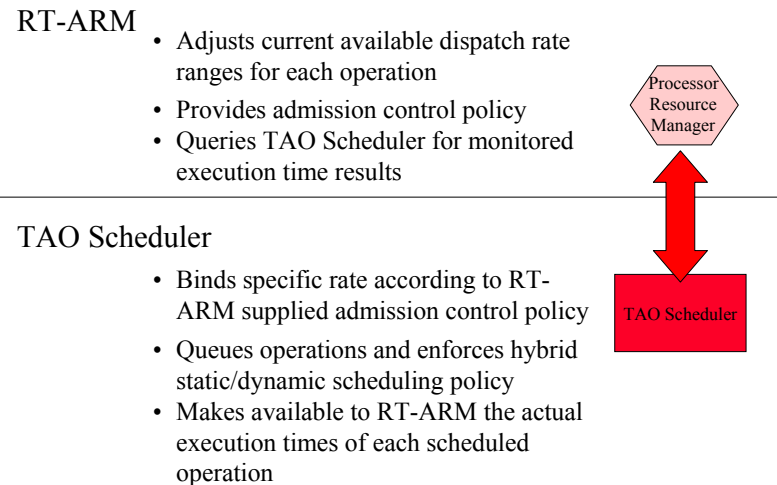 RT-ARM
• Adjusts current available dispatch rate
ranges for each operation
• Provides admission control policy
• Queries TAO Scheduler for monitored
execution time results
Processor
Resource
Manager
TAO Scheduler
• Binds specific rate according to RT-
ARM supplied admission control policy
• Queues operations and enforces hybrid
static/dynamic scheduling policy
• Makes available to RT-ARM the actual
execution times of each scheduled
operation
TAO Scheduler